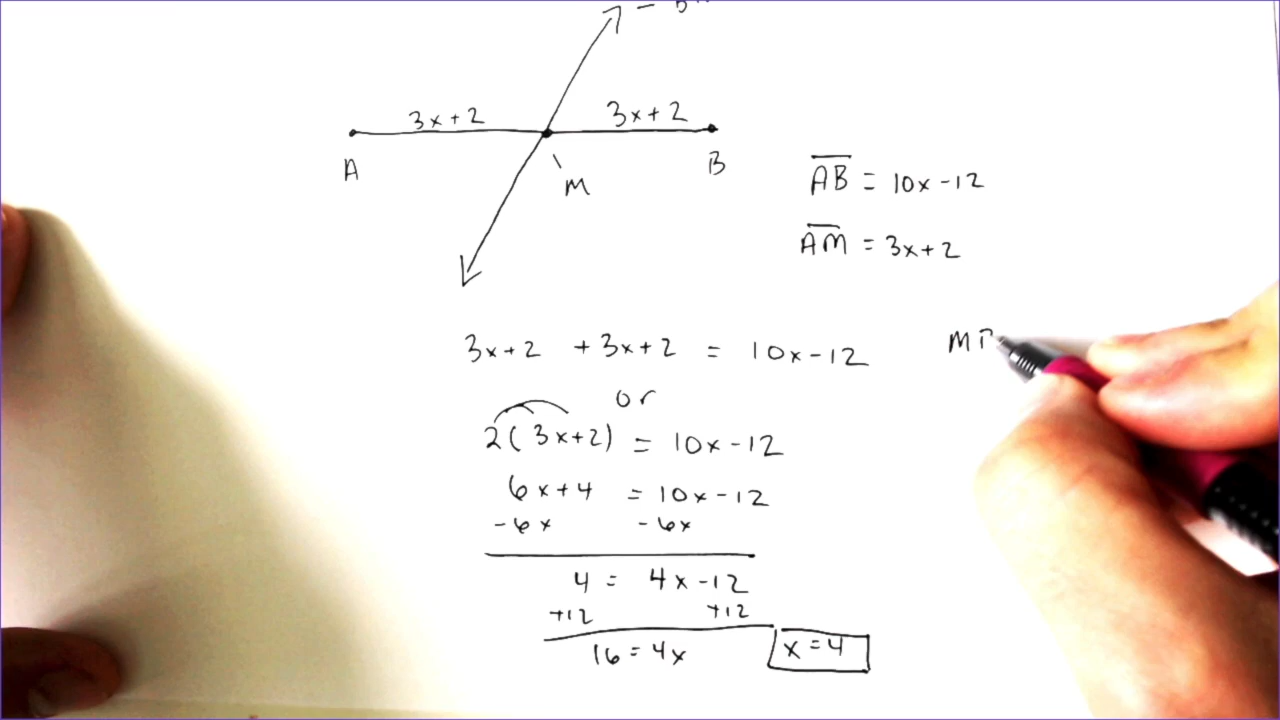 3x+2 3x+2
A M B
AB = 10x-12
AM = 3x+2
3x+2 +3x+2 = 10x-12
M
or
2(3x+2) = 10x-12
6x+4 = 10x-12
-6x -6x
4 = 4x-12
+12 +12
16 = 4x x=4